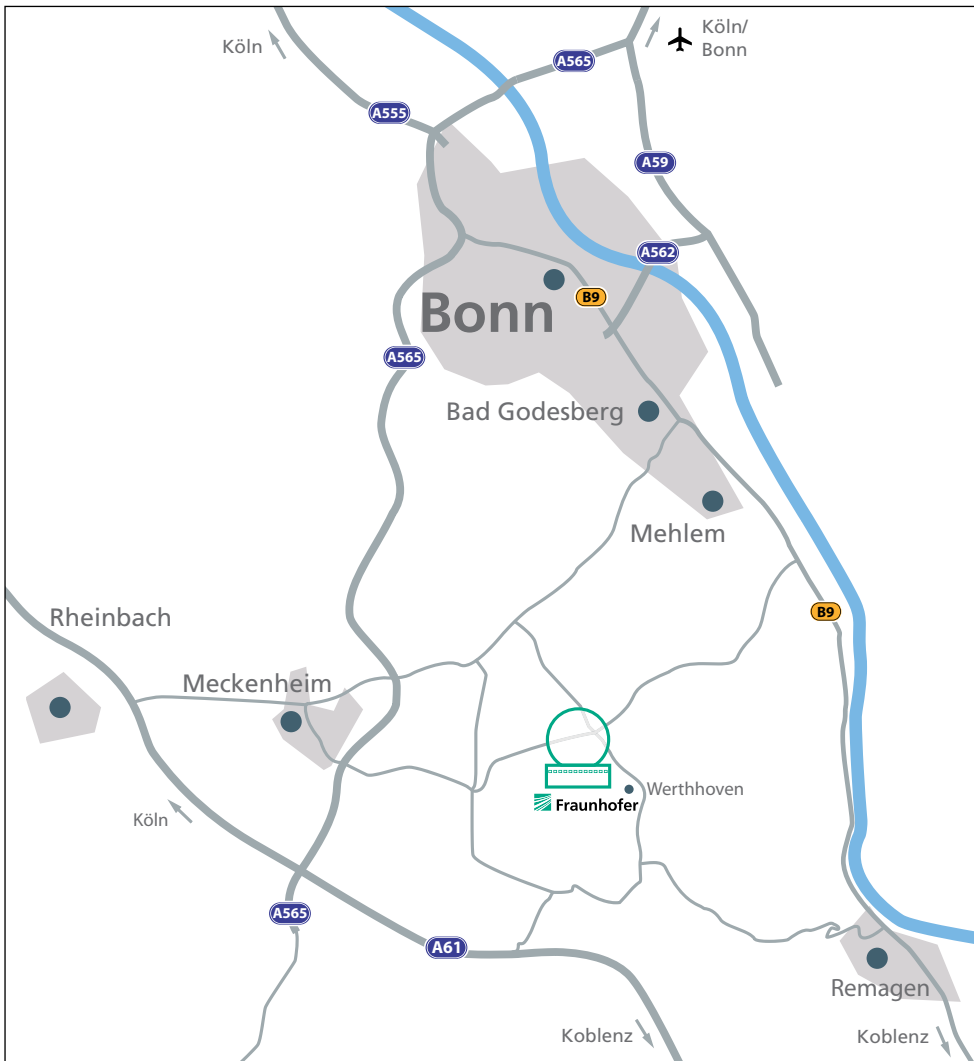 Köln
Köln/
Bonn
A565
A555
A59
A562
B9
Bonn
A565
Bad Godesberg
Mehlem
B9
Rheinbach
Meckenheim
Werthhoven
Fraunhofer
Köln
A565
A61
Remagen
Koblenz
Koblenz